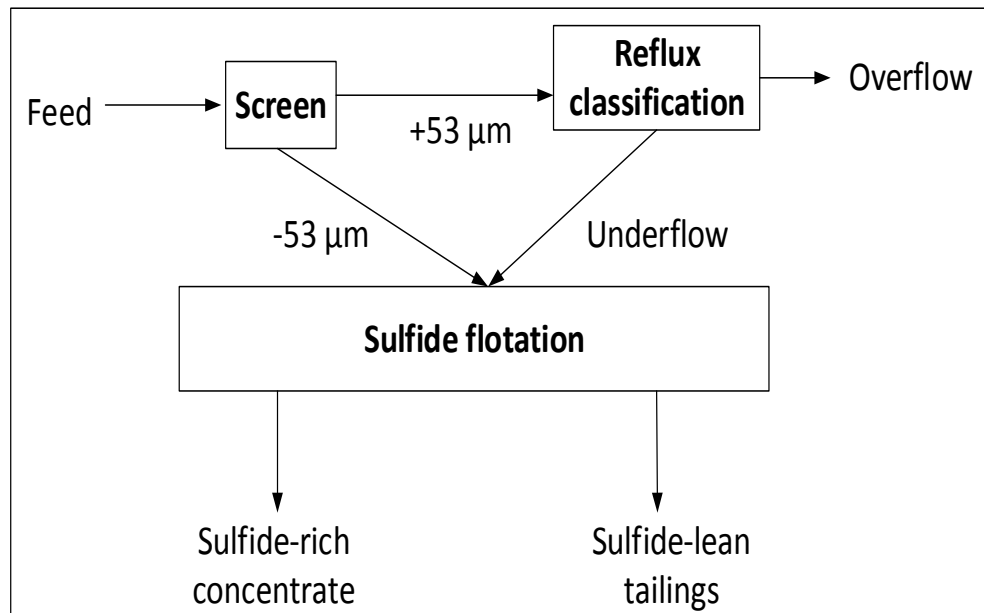 Feed
Screen
+53 μm
Reflux
classification
Overflow
-53 μm
Underflow
Sulfide flotation
Sulfide-rich
concentrate
Sulfide-lean
tailings